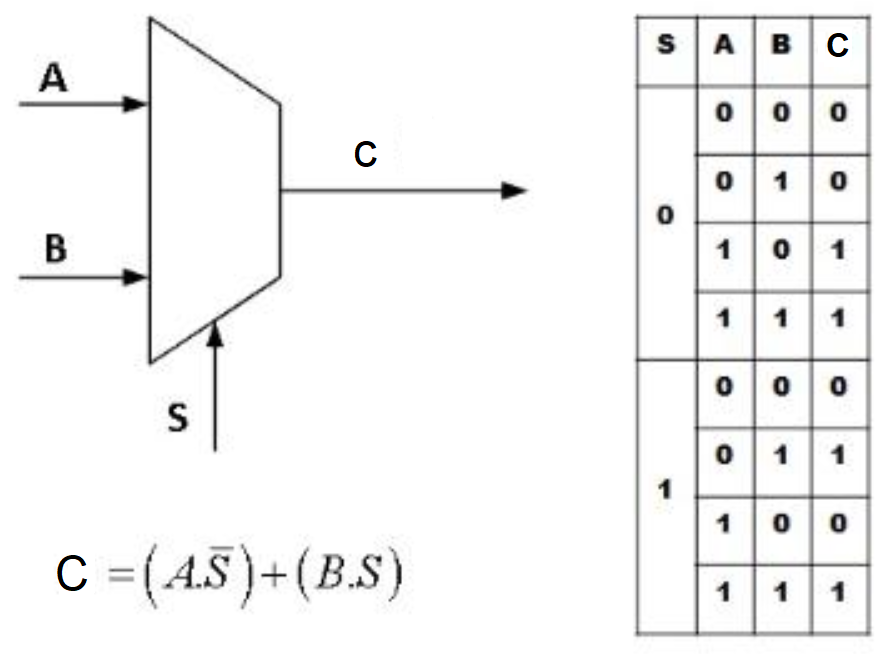 A
B
C
S
C = (A.S̅) + (B.S)
S A B C
0
0 0 0
0 1 0
1 0 1
1 1 1
1
0 0 0
0 1 1
1 0 0
1 1 1